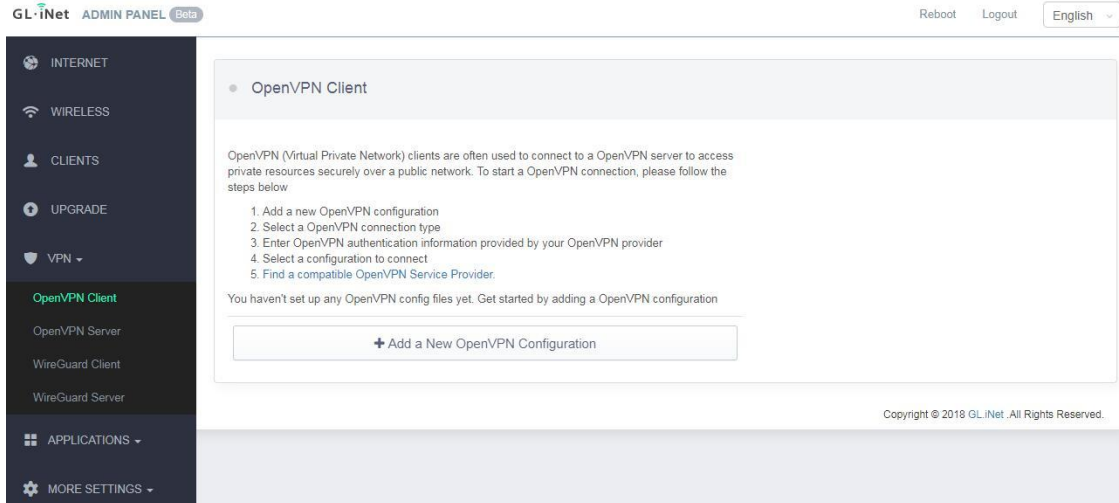 GL·iNet ADMIN PANEL Beta
Reboot Logout English
INTERNET
WIRELESS
CLIENTS
UPGRADE
VPN
OpenVPN Client
OpenVPN Server
WireGuard Client
WireGuard Server
APPLICATIONS
MORE SETTINGS
OpenVPN Client
OpenVPN (Virtual Private Network) clients are often used to connect to a OpenVPN server to access
private resources securely over a public network. To start a OpenVPN connection, please follow the
steps below
1. Add a new OpenVPN configuration
2. Select a OpenVPN connection type
3. Enter OpenVPN authentication information provided by your OpenVPN provider
4. Select a configuration to connect
5. Find a compatible OpenVPN Service Provider.
You haven't set up any OpenVPN config files yet. Get started by adding a OpenVPN configuration
+ Add a New OpenVPN Configuration
Copyright © 2018 GL.iNet .All Rights Reserved.